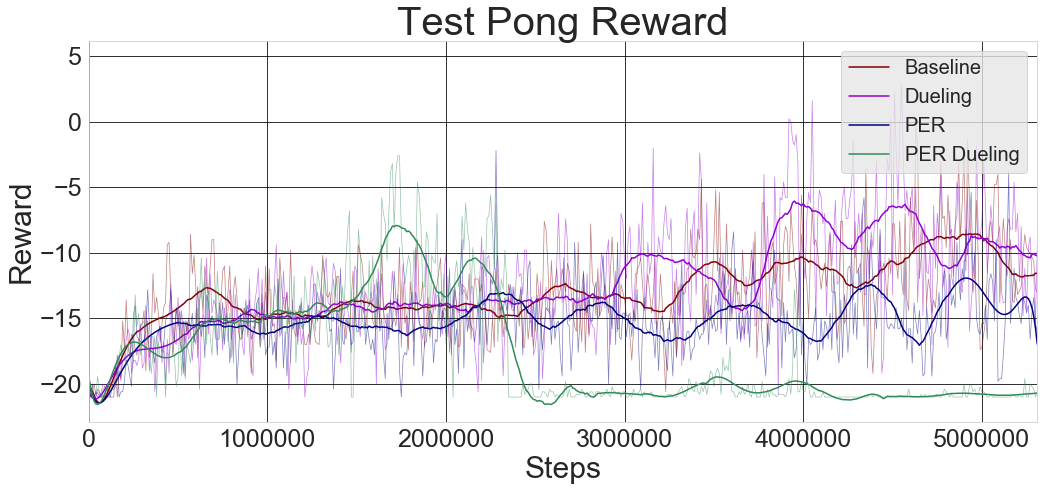 Test Pong Reward
5
0
−5
−10
−15
−20
Reward
0
1000000
2000000
3000000
4000000
5000000
Steps
Baseline
Dueling
PER
PER Dueling